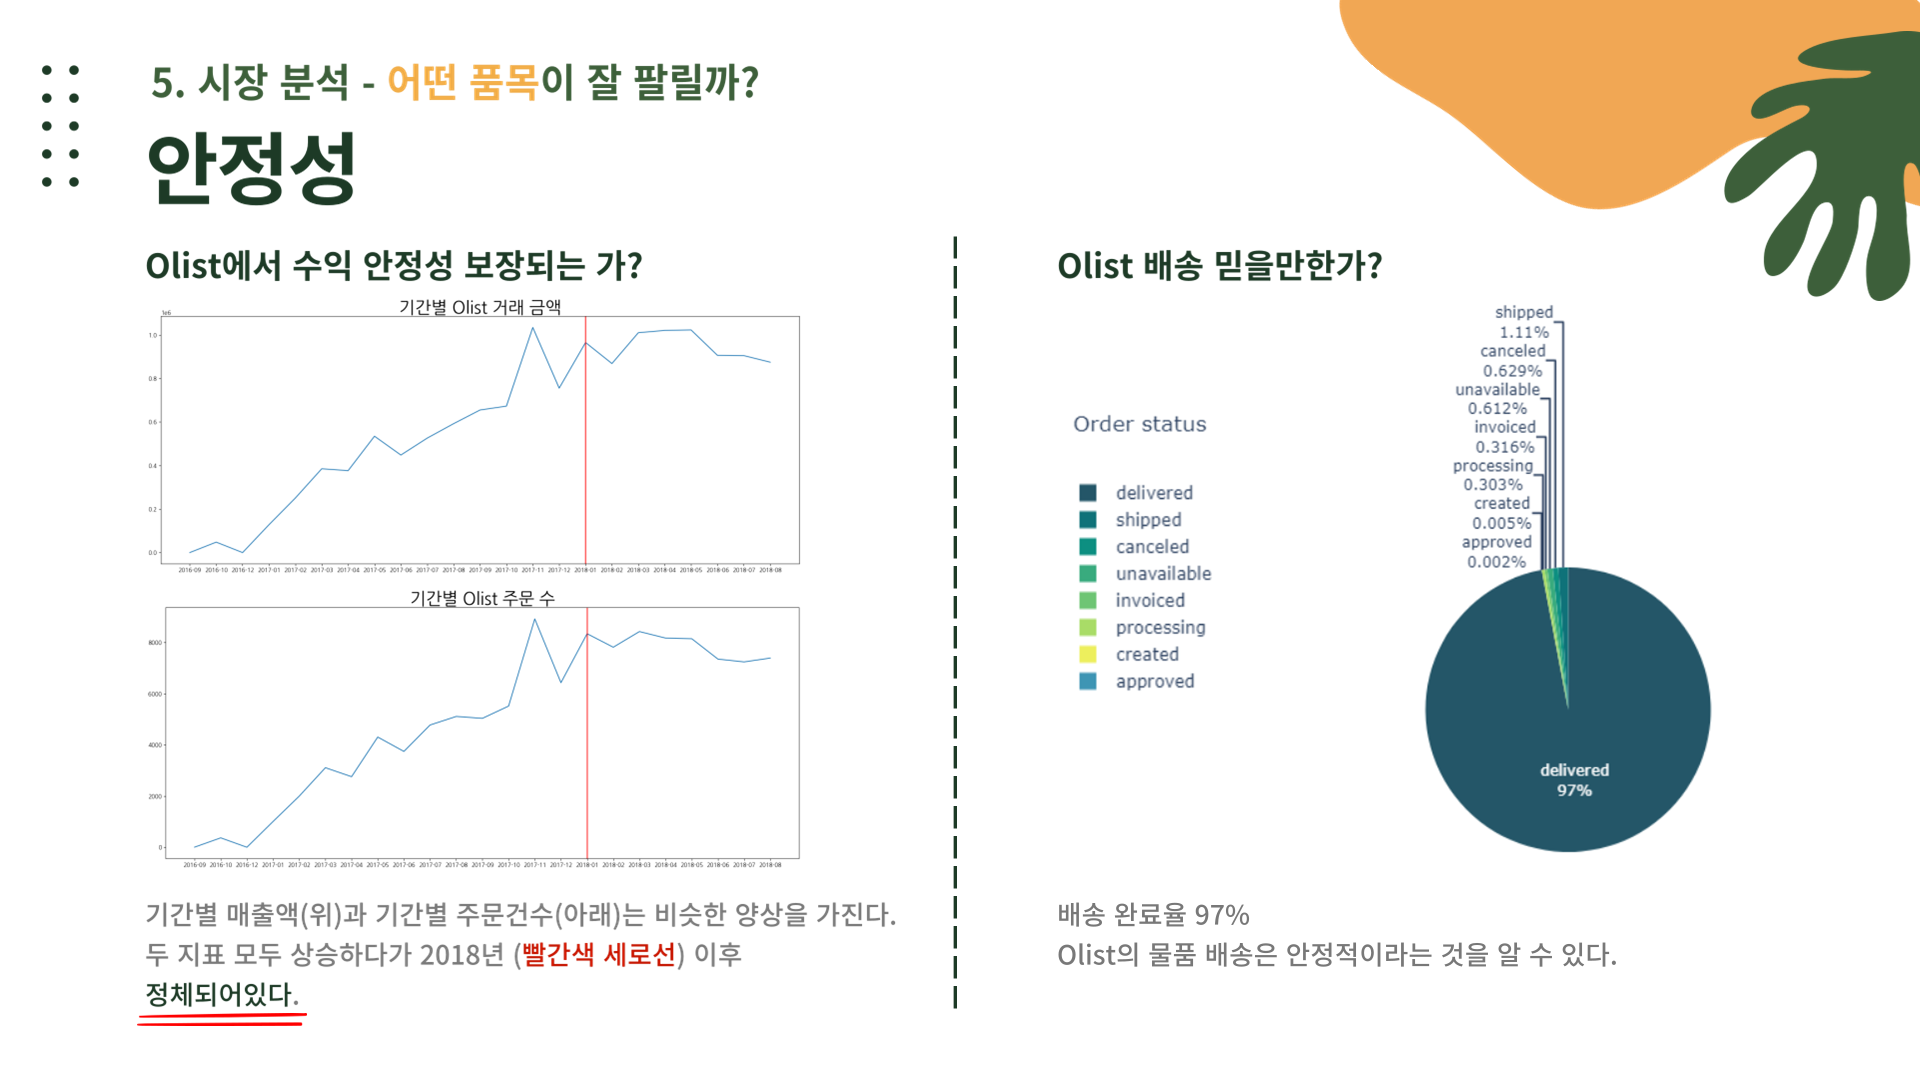 5. 시장 분석 - 어떤 품목이 잘 팔릴까?
안정성
Olist에서 수익 안정성 보장되는 가?
기간별 Olist 거래 금액
1e6
1.0
0.8
0.6
0.4
0.2
0.0
2016-09 2016-10 2016-12 2017-01 2017-02 2017-03 2017-04 2017-05 2017-06 2017-07 2017-08 2017-09 2017-10 2017-11 2017-12 2018-01 2018-02 2018-03 2018-04 2018-05 2018-06 2018-07 2018-08
기간별 Olist 주문 수
8000
6000
4000
2000
0
2016-09 2016-10 2016-12 2017-01 2017-02 2017-03 2017-04 2017-05 2017-06 2017-07 2017-08 2017-09 2017-10 2017-11 2017-12 2018-01 2018-02 2018-03 2018-04 2018-05 2018-06 2018-07 2018-08
기간별 매출액(위)과 기간별 주문건수(아래)는 비슷한 양상을 가진다.
두 지표 모두 상승하다가 2018년 (빨간색 세로선) 이후
정체되어있다.
Olist 배송 믿을만한가?
Order status
delivered
shipped
canceled
unavailable
invoiced
processing
created
approved
shipped
1.11%
canceled
0.629%
unavailable
0.612%
invoiced
0.316%
processing
0.303%
created
0.005%
approved
0.002%
delivered
97%
배송 완료율 97%
Olist의 물품 배송은 안정적이라는 것을 알 수 있다.